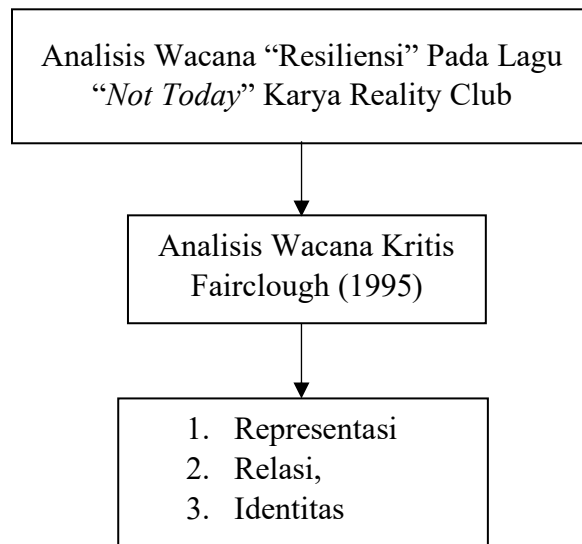 Analisis Wacana “Resiliensi” Pada Lagu
“Not Today” Karya Reality Club
Analisis Wacana Kritis
Fairclough (1995)
1. Representasi
2. Relasi,
3. Identitas